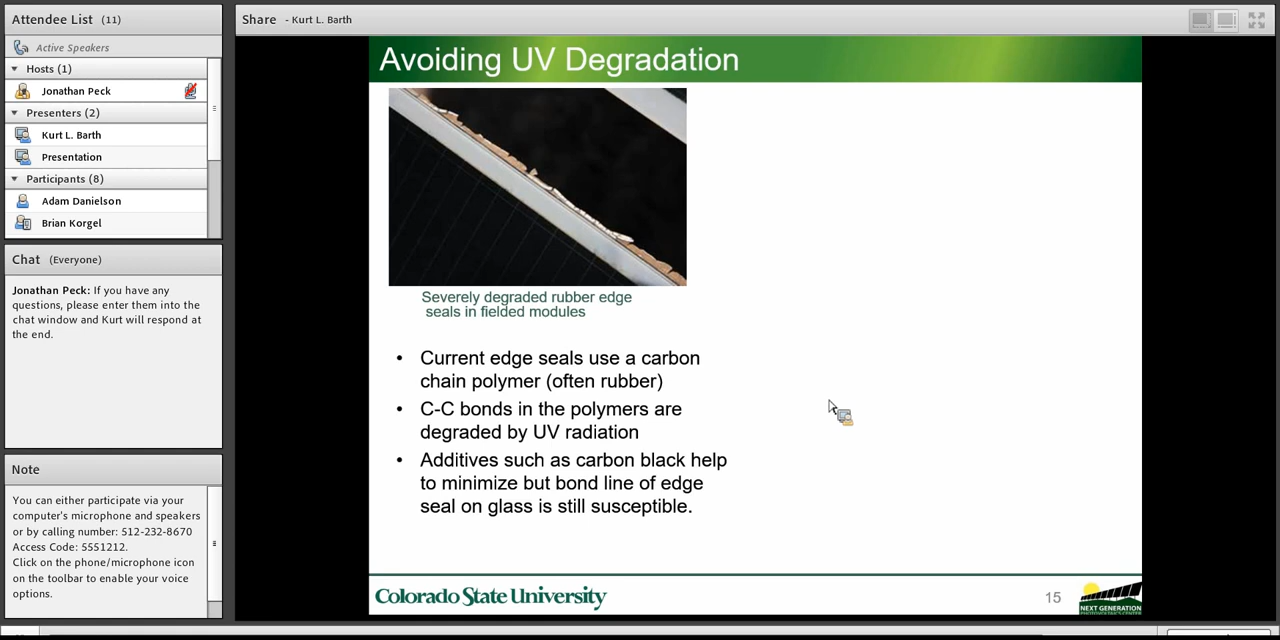 Attendee List (11)
Active Speakers
Hosts (1)
Jonathan Peck
Presenters (2)
Kurt L. Barth
Presentation
Participants (8)
Adam Danielson
Brian Korgel
Chat (Everyone)
Jonathan Peck: If you have any
questions, please enter them into the
chat window and Kurt will respond at
the end.
Note
You can either participate via your
computer's microphone and speakers
or by calling number: 512-232-8670
Access Code: 5551212.
Click on the phone/microphone icon
on the toolbar to enable your voice
options.
Share - Kurt L. Barth
Avoiding UV Degradation
Severely degraded rubber edge
seals in fielded modules
• Current edge seals use a carbon
chain polymer (often rubber)
• C-C bonds in the polymers are
degraded by UV radiation
• Additives such as carbon black help
to minimize but bond line of edge
seal on glass is still susceptible.
Colorado State University
15
NEXT GENERATION
PHOTOVOLTAICS CENTER